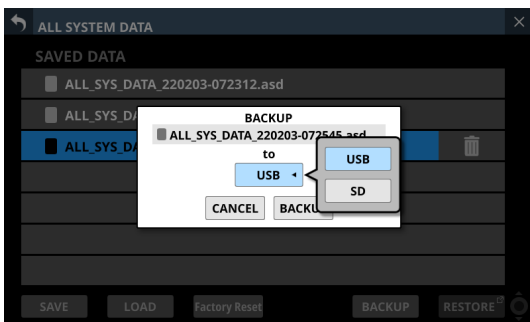 ALL SYSTEM DATA
SAVED DATA
ALL_SYS_DATA_220203-072312.asd
ALL_SYS_DA
ALL_SYS_DA
BACKUP
ALL_SYS_DATA_220203-072545.asd
to
USB
USB
SD
CANCEL
BACKU
SAVE
LOAD
Factory Reset
BACKUP
RESTORE